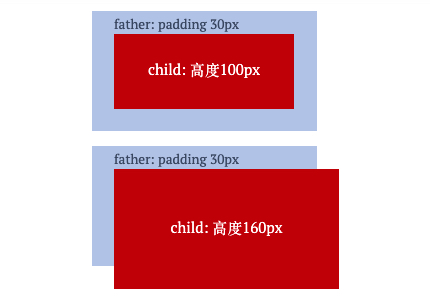 father: padding 30px
child: 高度100px
father: padding 30px
child: 高度160px